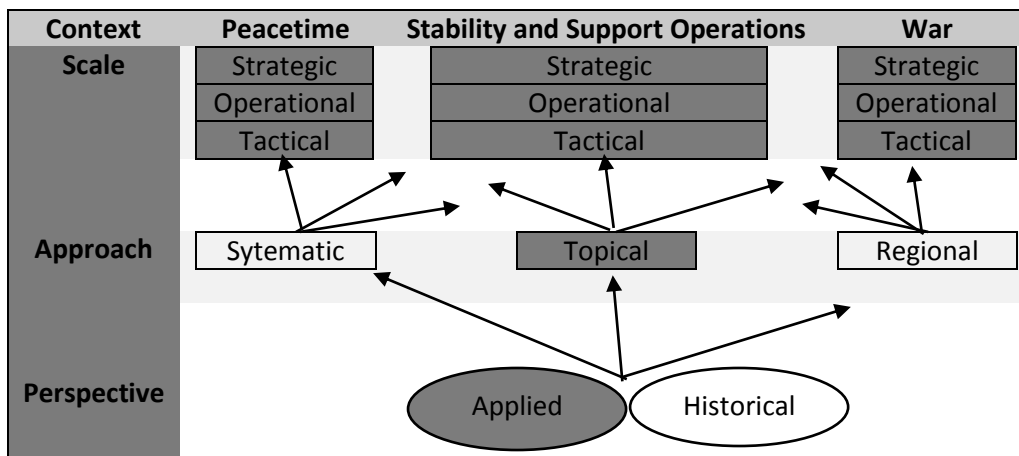 Context Peacetime Stability and Support Operations War
Scale Strategic Strategic Strategic
Operational Operational Operational
Tactical Tactical Tactical
Approach Sytematic Topical Regional
Perspective Applied Historical